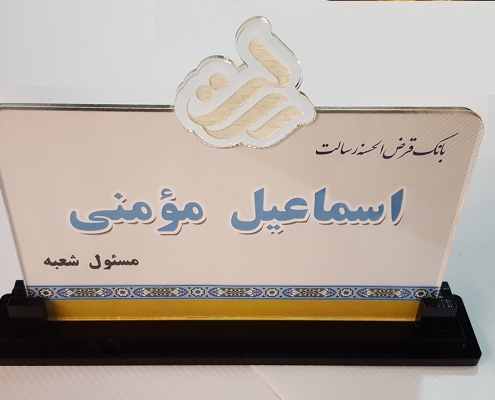 بانک قرض الحسنه رسالت
اسماعیل مؤمنی
مسئول شعبه